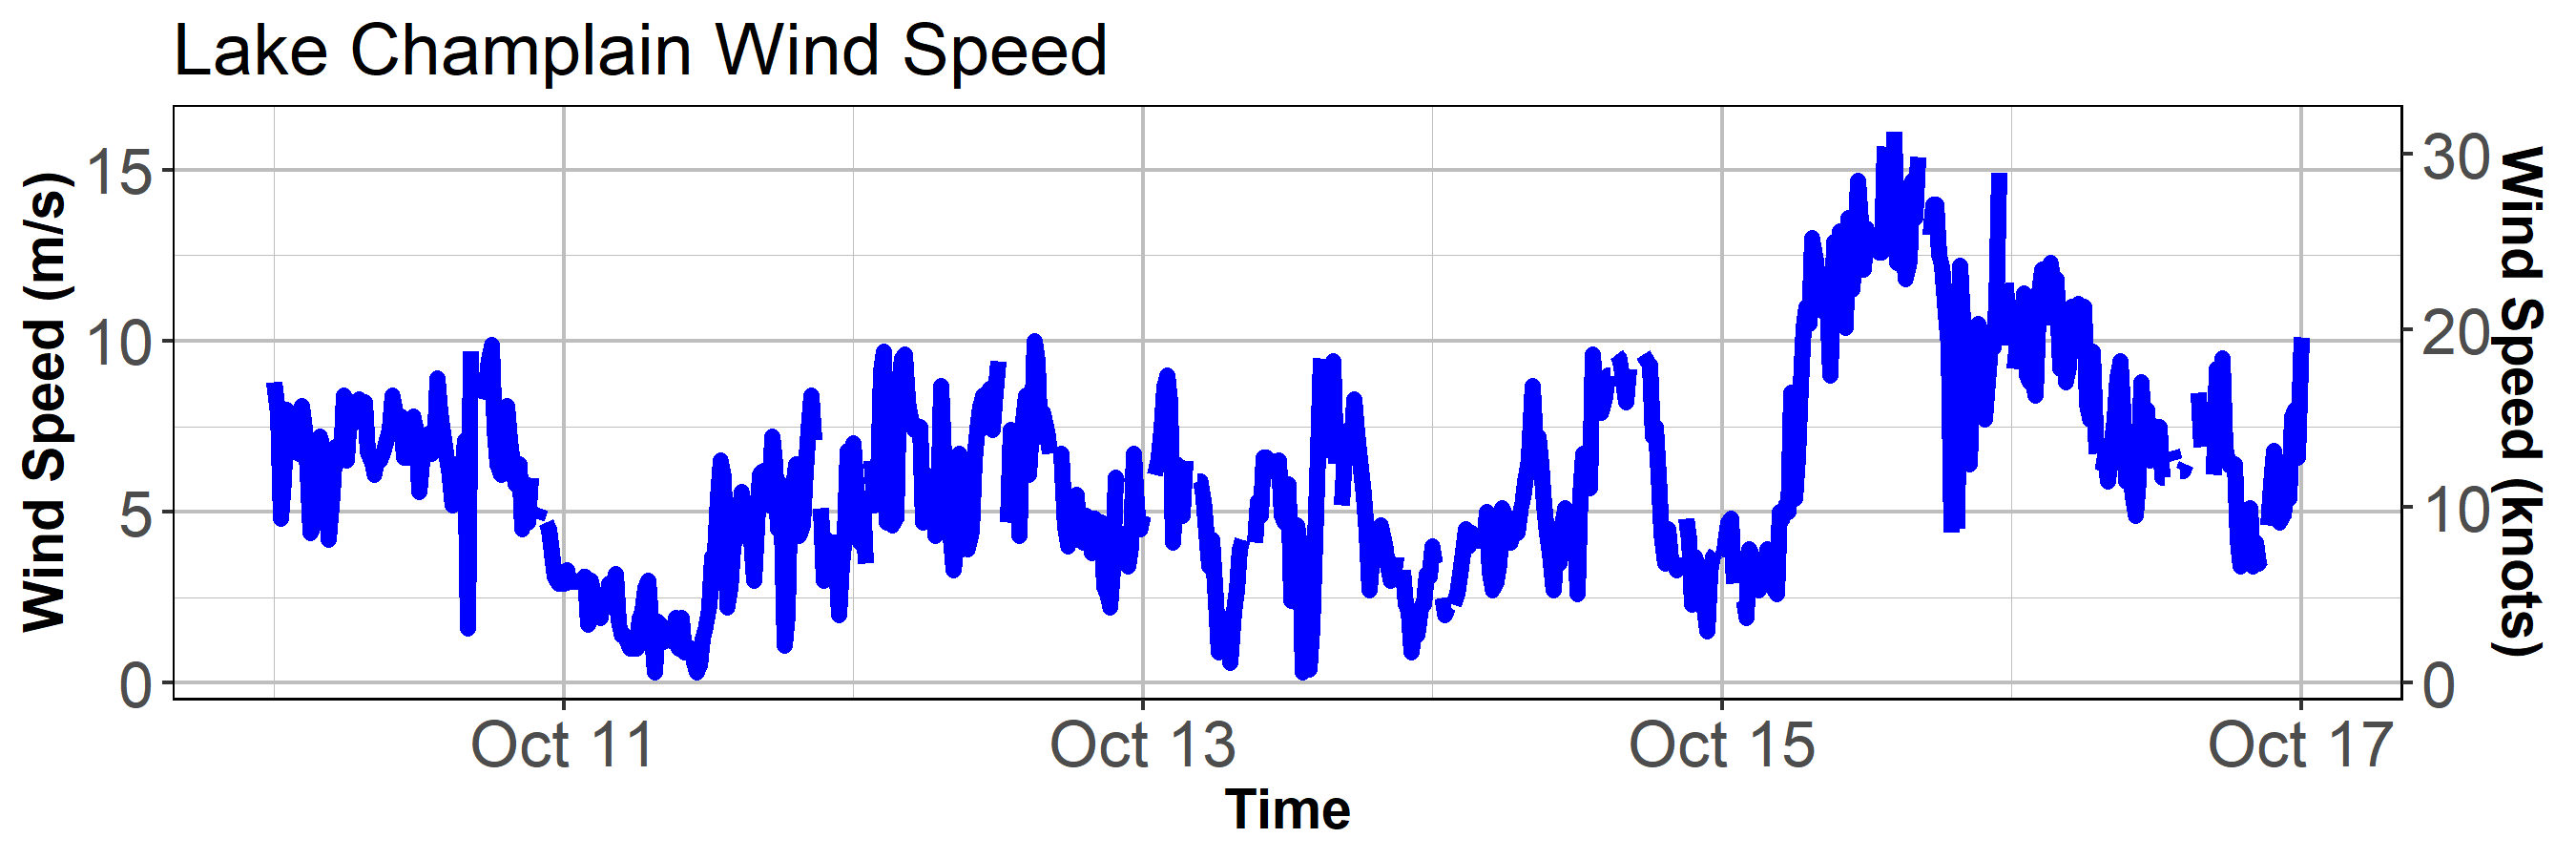 Lake Champlain Wind Speed
Wind Speed (m/s)
15
10
5
0
30
20
10
0
Wind Speed (knots)
Oct 11
Oct 13
Oct 15
Oct 17
Time